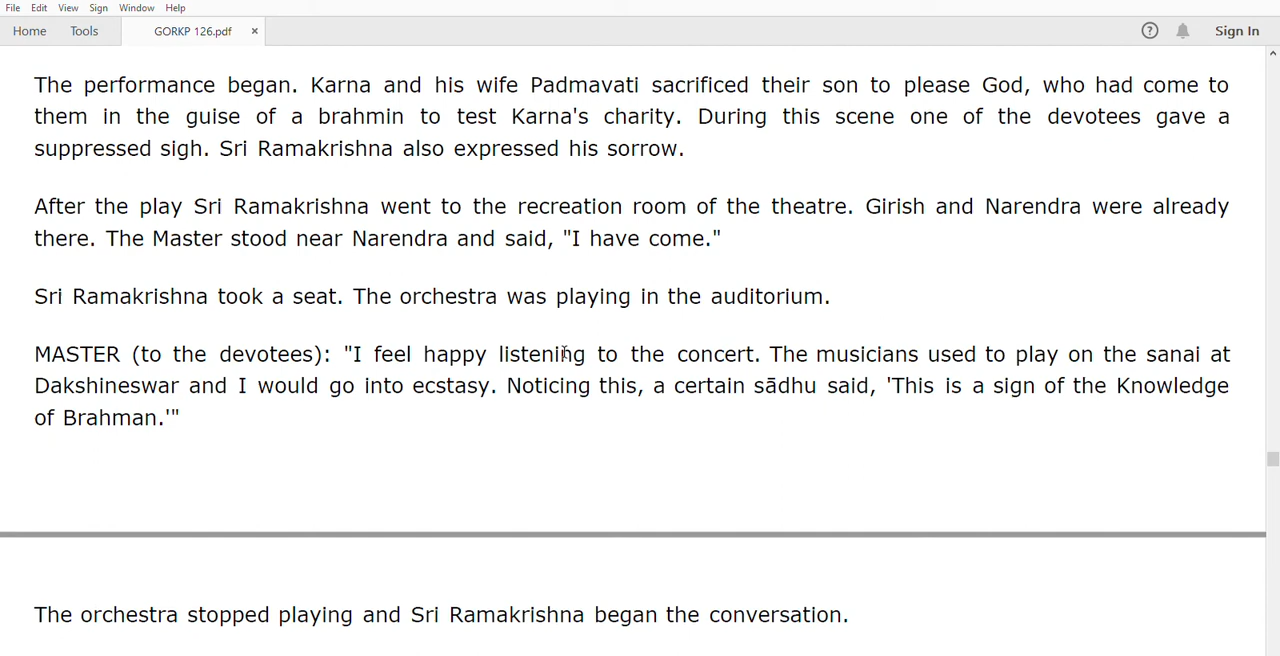 File Edit View Sign Window Help
Home Tools GORKP 126.pdf × ? Sign In
The performance began. Karna and his wife Padmavati sacrificed their son to please God, who had come to
them in the guise of a brahmin to test Karna's charity. During this scene one of the devotees gave a
suppressed sigh. Sri Ramakrishna also expressed his sorrow.
After the play Sri Ramakrishna went to the recreation room of the theatre. Girish and Narendra were already
there. The Master stood near Narendra and said, "I have come."
Sri Ramakrishna took a seat. The orchestra was playing in the auditorium.
MASTER (to the devotees): "I feel happy listening to the concert. The musicians used to play on the sanai at
Dakshineswar and I would go into ecstasy. Noticing this, a certain sādhu said, 'This is a sign of the Knowledge
of Brahman.'"
The orchestra stopped playing and Sri Ramakrishna began the conversation.